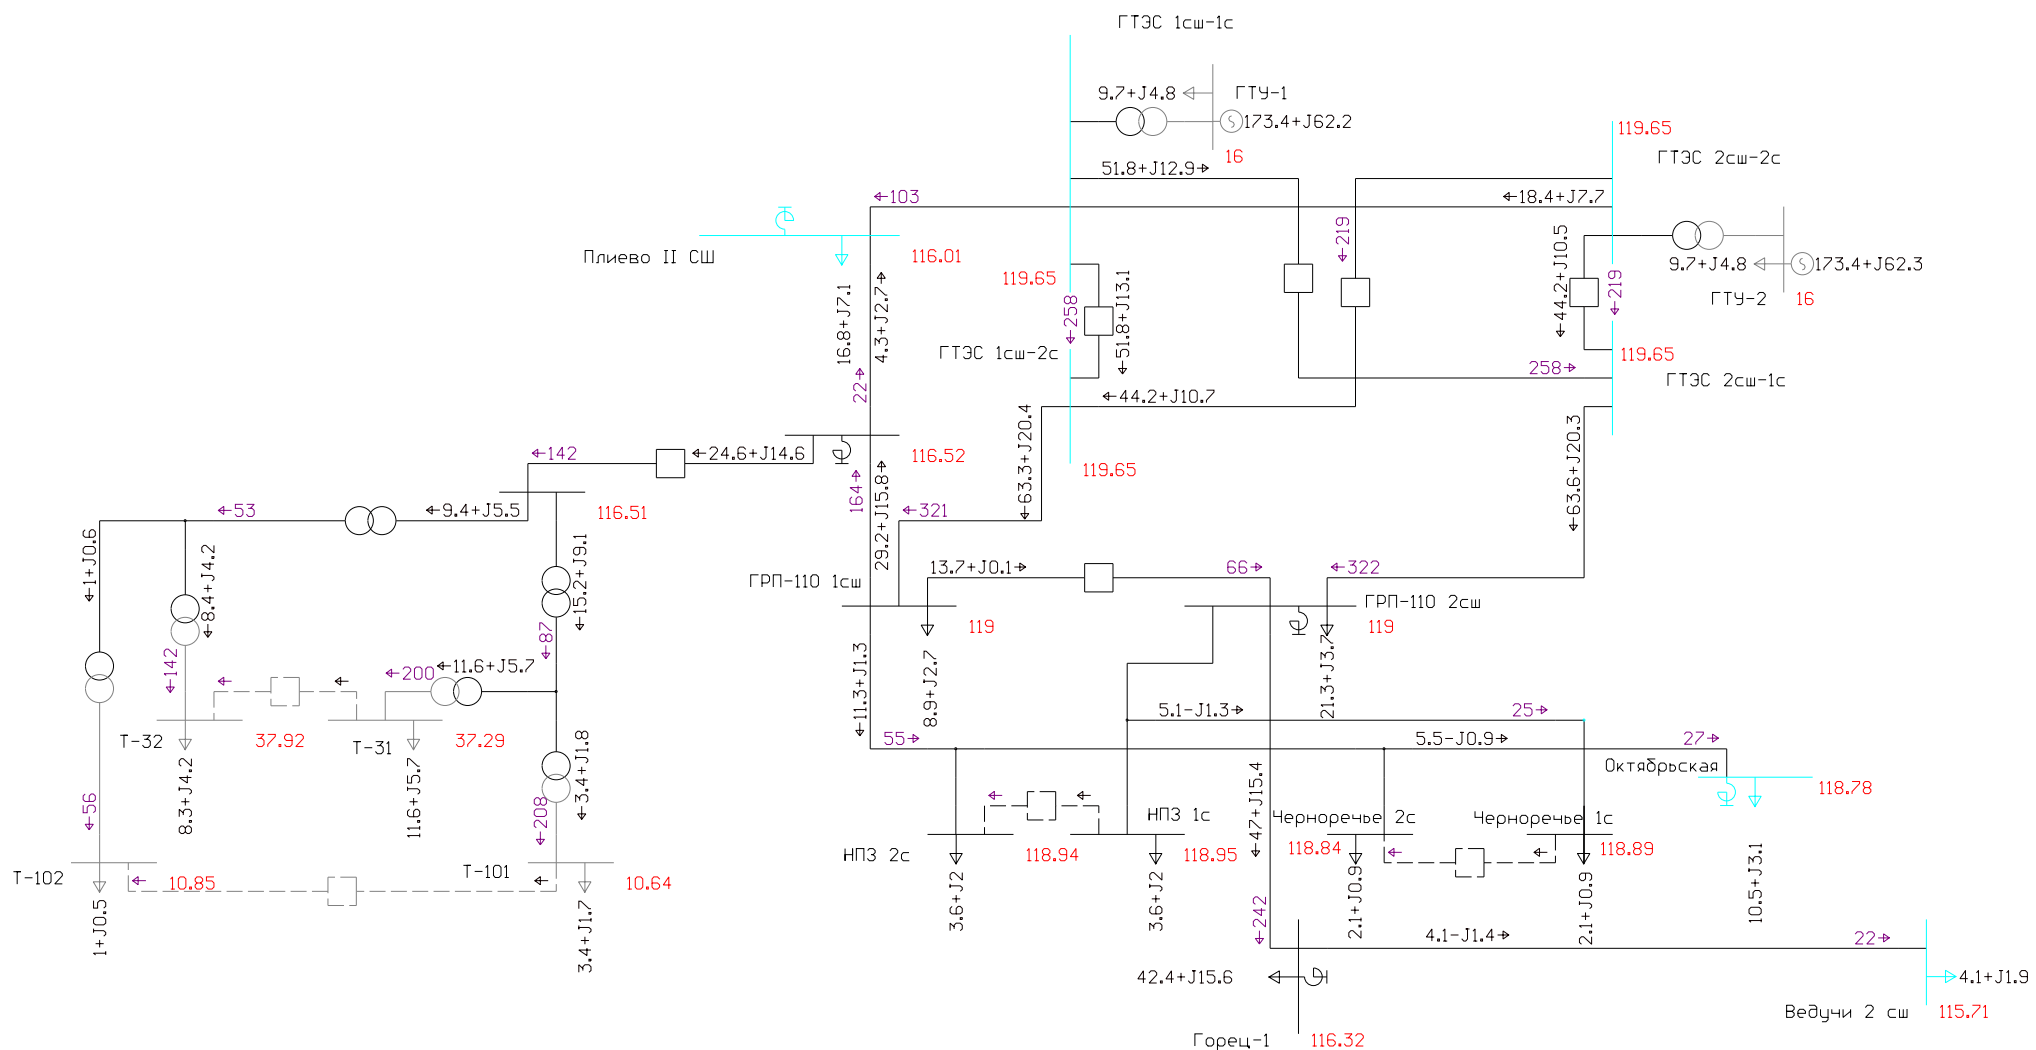 ГТЭС 1сш-1с
9.7+J4.8
ГТУ-1
173.4+J62.2
16
119.65
ГТЭС 2сш-2с
51.8+J12.9
103
18.4+J7.7
219
44.2+J10.5
219
9.7+J4.8
173.4+J62.3
ГТУ-2
16
Плиево II СШ
116.01
119.65
258
51.8+J13.1
16.8+J7.1
4.3+J2.7
22
ГТЭС 1сш-2с
119.65
258
ГТЭС 2сш-1с
44.2+J10.7
63.3+J20.4
63.6+J20.3
142
24.6+J14.6
116.52
119.65
164
29.2+J15.8
321
53
9.4+J5.5
116.51
1+J0.6
8.4+J4.2
15.2+J9.1
87
ГРП-110 1сш
13.7+J0.1
66
322
119
ГРП-110 2сш
119
142
200
11.6+J5.7
11.3+J1.3
8.9+J2.7
21.3+J3.7
Т-32
37.92
Т-31
37.29
5.1-J1.3
25
55
5.5-J0.9
27
Октябрьская
118.78
56
8.3+J4.2
11.6+J5.7
208
3.4+J1.8
47+J15.4
10.5+J3.1
НПЗ 1с
Черноречье 2с
Черноречье 1с
НПЗ 2с
118.94
118.95
118.84
118.89
Т-102
10.85
Т-101
10.64
1+J0.5
3.4+J1.7
3.6+J2
3.6+J2
242
2.1+J0.9
2.1+J0.9
4.1-J1.4
22
42.4+J15.6
4.1+J1.9
Ведучи 2 сш
115.71
Горец-1
116.32